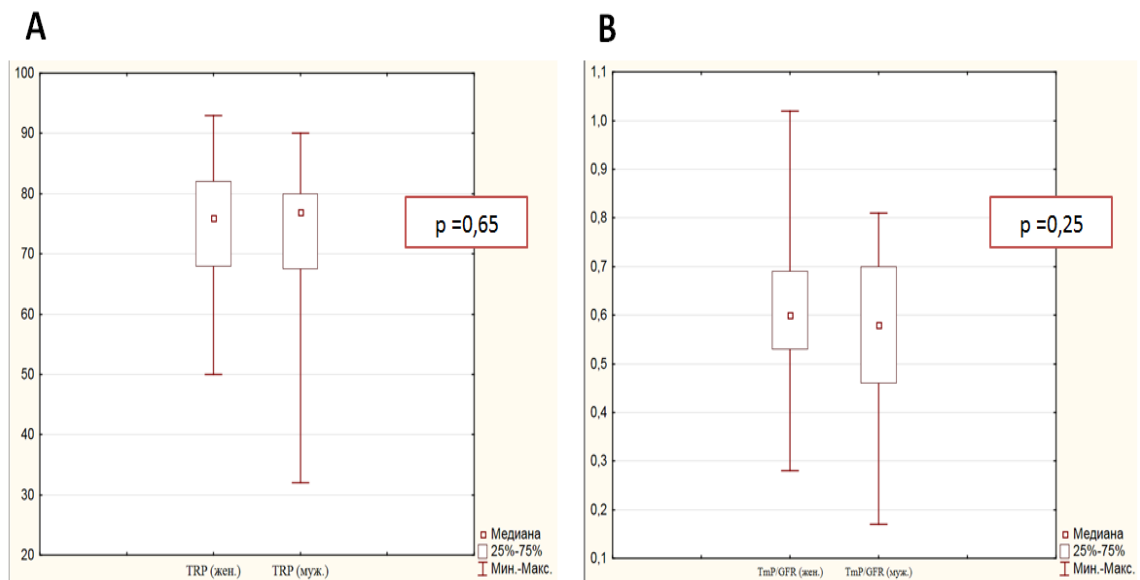 A
100
90
80
70
60
50
40
30
20
p =0,65
TRP (жен.)
TRP (муж.)
Медиана
25%-75%
Мин.-Макс.
B
1,1
1,0
0,9
0,8
0,7
0,6
0,5
0,4
0,3
0,2
0,1
p =0,25
TmP/GFR (жен.)
TmP/GFR (муж.)
Медиана
25%-75%
Мин.-Макс.